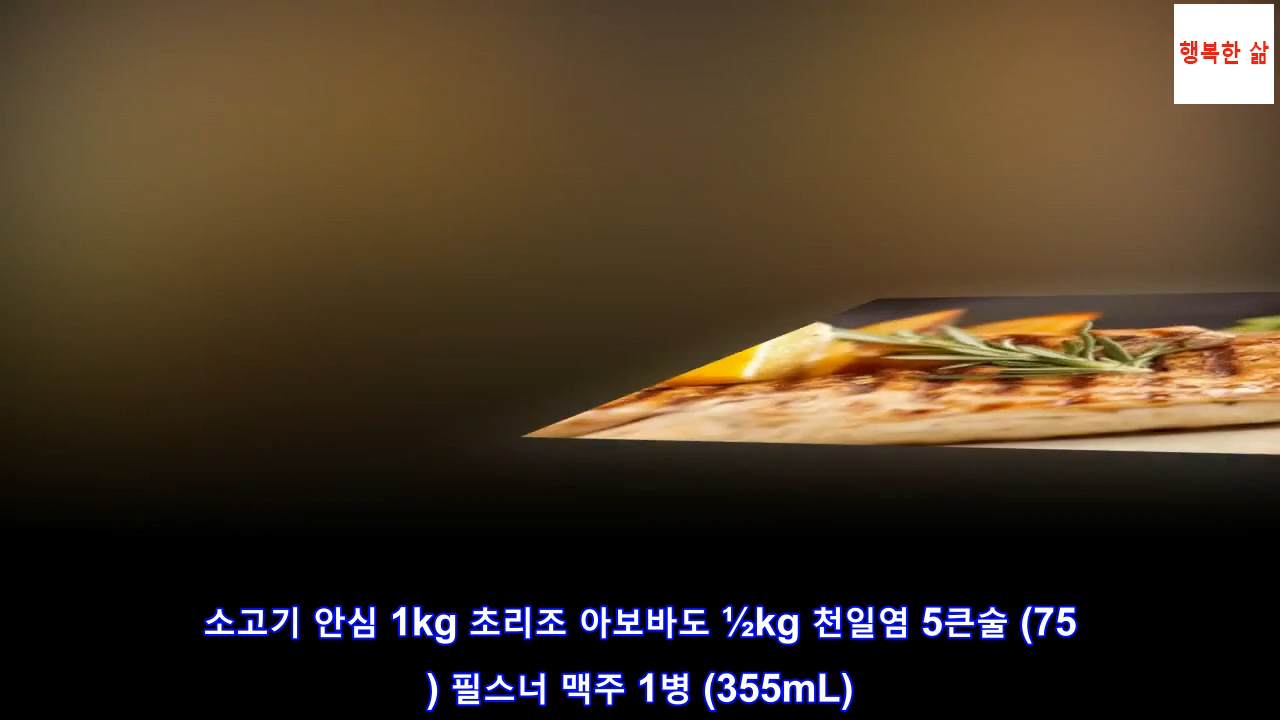 행복한 삶
소고기 안심 1kg 초리조 아보바도 ½kg 천일염 5큰술 (75
) 필스너 맥주 1병 (355mL)